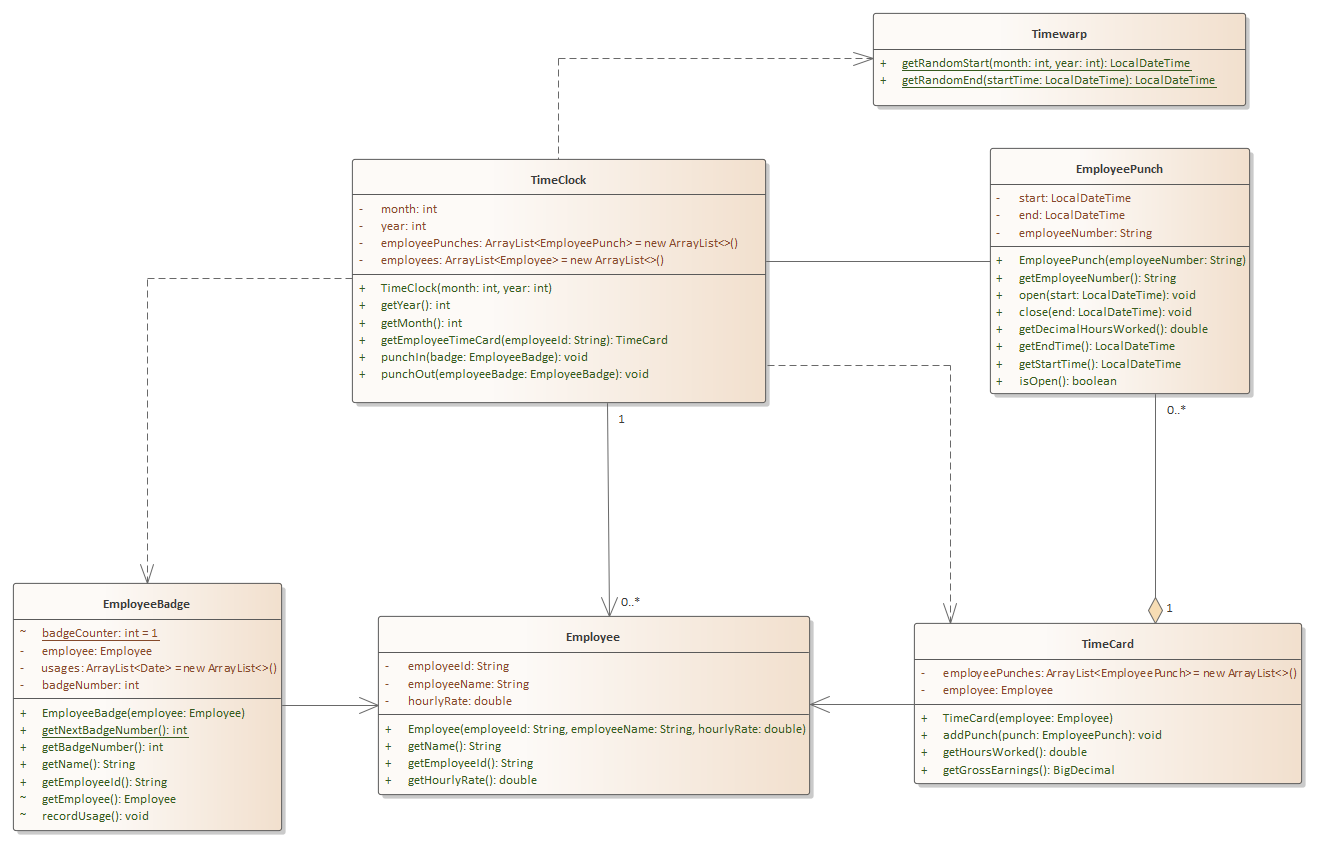 Timewarp
+ getRandomStart(month: int, year: int): LocalDateTime
+ getRandomEnd(startTime: LocalDateTime): LocalDateTime
TimeClock
- month: int
- year: int
- employeePunches: ArrayList<EmployeePunch> = new ArrayList<>()
- employees: ArrayList<Employee> = new ArrayList<>()
+ TimeClock(month: int, year: int)
+ getYear(): int
+ getMonth(): int
+ getEmployeeTimeCard(employeeId: String): TimeCard
+ punchIn(badge: EmployeeBadge): void
+ punchOut(employeeBadge: EmployeeBadge): void
EmployeePunch
- start: LocalDateTime
- end: LocalDateTime
- employeeNumber: String
+ EmployeePunch(employeeNumber: String)
+ getEmployeeNumber(): String
+ open(start: LocalDateTime): void
+ close(end: LocalDateTime): void
+ getDecimalHoursWorked(): double
+ getEndTime(): LocalDateTime
+ getStartTime(): LocalDateTime
+ isOpen(): boolean
0..*
1
1
0..*
EmployeeBadge
~ badgeCounter: int = 1
- employee: Employee
- usages: ArrayList<Date> = new ArrayList<>()
- badgeNumber: int
+ EmployeeBadge(employee: Employee)
+ getNextBadgeNumber(): int
+ getBadgeNumber(): int
+ getName(): String
+ getEmployeeId(): String
~ getEmployee(): Employee
~ recordUsage(): void
Employee
- employeeId: String
- employeeName: String
- hourlyRate: double
+ Employee(employeeId: String, employeeName: String, hourlyRate: double)
+ getName(): String
+ getEmployeeId(): String
+ getHourlyRate(): double
TimeCard
- employeePunches: ArrayList<EmployeePunch> = new ArrayList<>()
- employee: Employee
+ TimeCard(employee: Employee)
+ addPunch(punch: EmployeePunch): void
+ getHoursWorked(): double
+ getGrossEarnings(): BigDecimal